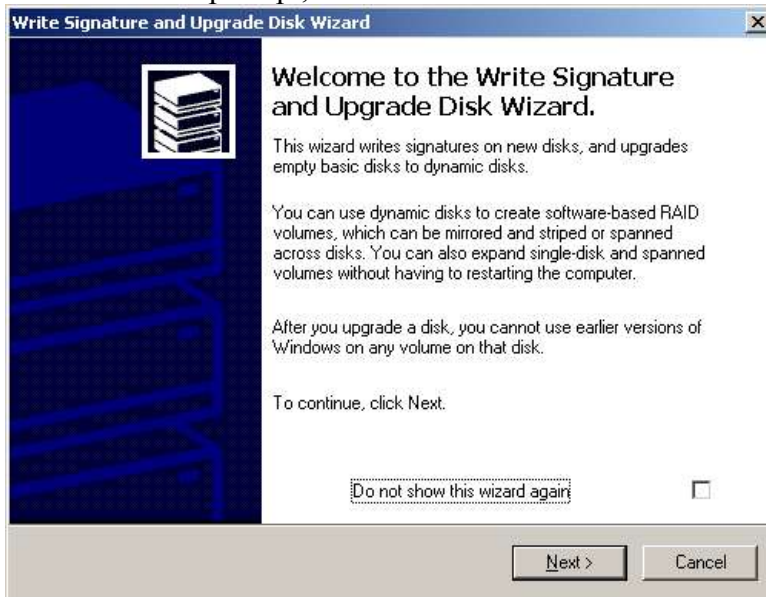 Write Signature and Upgrade Disk Wizard
Welcome to the Write Signature
and Upgrade Disk Wizard.
This wizard writes signatures on new disks, and upgrades
empty basic disks to dynamic disks.
You can use dynamic disks to create software-based RAID
volumes, which can be mirrored and striped or spanned
across disks. You can also expand single-disk and spanned
volumes without having to restarting the computer.
After you upgrade a disk, you cannot use earlier versions of
Windows on any volume on that disk.
To continue, click Next.
Do not show this wizard again
Next > Cancel